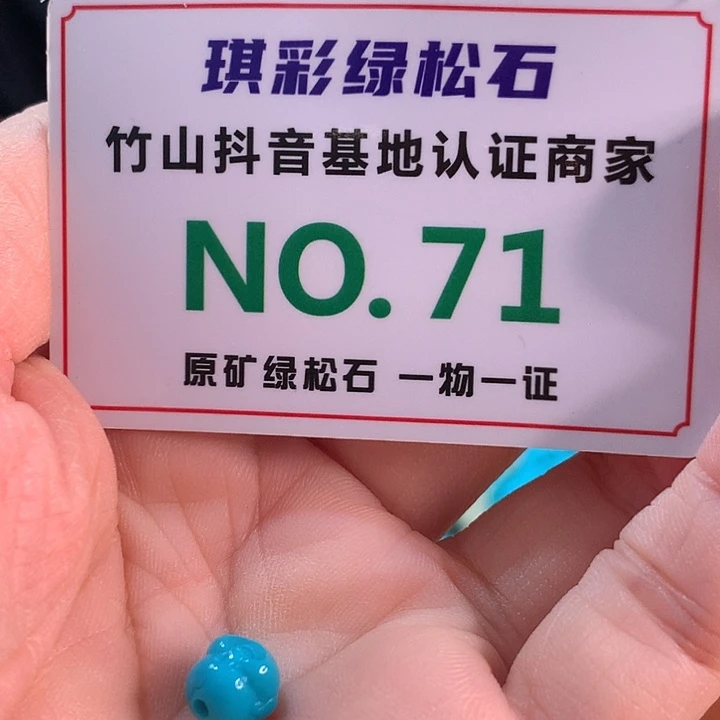 琪彩绿松石
竹山抖音基地认证商家
NO.71
原矿绿松石 一物一证